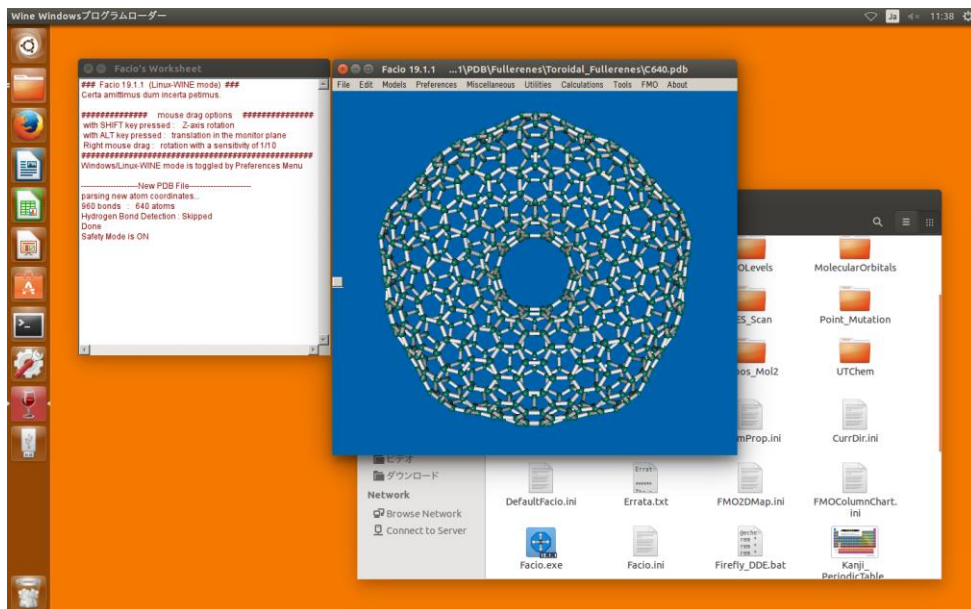 Wine Windowsプログラムローダー
Ja
11:38
Facio's Worksheet
### Facio 19.1.1 (Linux-WINE mode) ###
Certa amittimus dum incerta petimus.
############## mouse drag options ###############
with SHIFT key pressed : Z-axis rotation
with ALT key pressed : translation in the monitor plane
Right mouse drag : rotation with a sensitivity of 1/10
##################################################
Windows/Linux-WINE mode is toggled by Preferences Menu
---------------------New PDB File-----------------------
parsing new atom coordinates...
960 bonds : 640 atoms
Hydrogen Bond Detection : Skipped
Done
Safety Mode is ON
Facio 19.1.1 ...1\PDB\Fullerenes\Toroidal_Fullerenes\C640.pdb
File Edit Models Preferences Miscellaneous Utilities Calculations Tools FMO About
OLevels
MolecularOrbitals
ES_Scan
Point_Mutation
os_Mol2
UTChem
mProp.ini
CurrDir.ini
ビデオ
ダウンロード
Network
Browse Network
Connect to Server
DefaultFacio.ini
Errata.txt
FMO2DMap.ini
FMOColumnChart.
ini
Facio.exe
Facio.ini
Firefly_DDE.bat
Kanji_
PeriodicTable